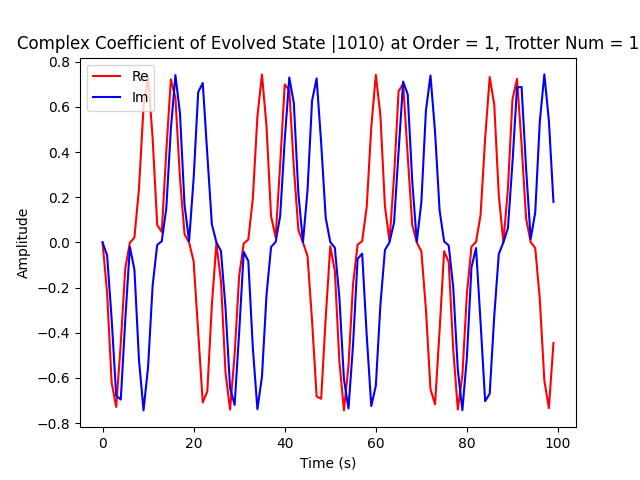 Complex Coefficient of Evolved State |1010⟩ at Order = 1, Trotter Num = 1
Re
Im
0.8
0.6
0.4
0.2
0.0
−0.2
−0.4
−0.6
−0.8
Amplitude
0 20 40 60 80 100
Time (s)